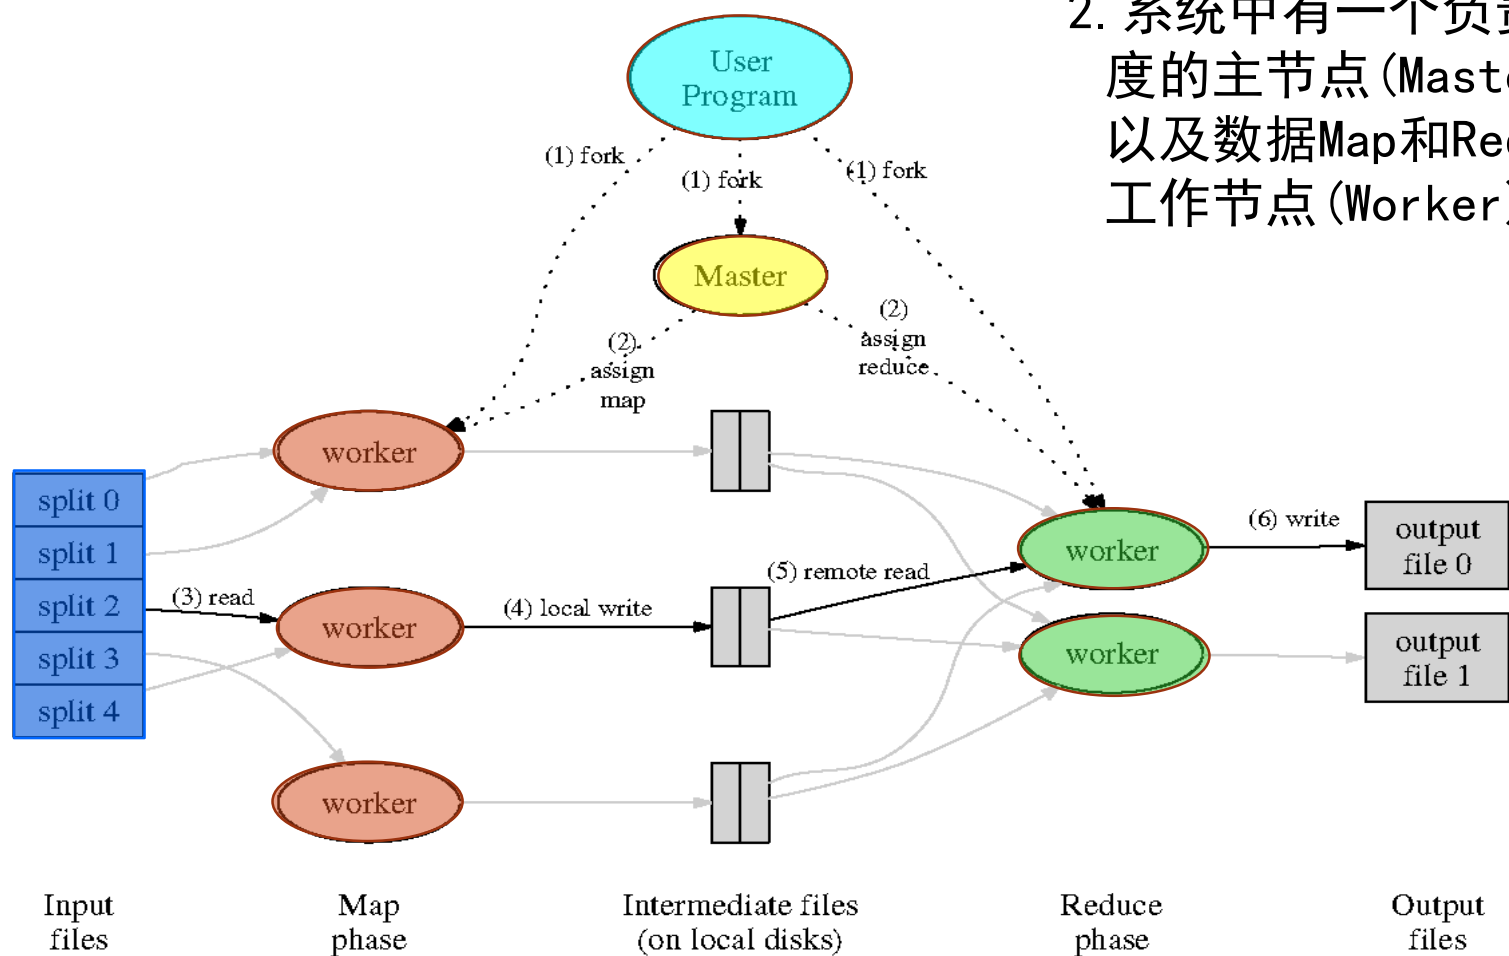 2. 系统中有一个负责
度的主节点(Maste
以及数据Map和Red
工作节点(Worker)
User
Program
(1) fork
(1) fork
(1) fork
Master
(2)
assign
map
(2)
assign
reduce
worker
split 0
split 1
split 2
split 3
split 4
(3) read
worker
(4) local write
(5) remote read
worker
(6) write
output
file 0
worker
output
file 1
worker
Input
files
Map
phase
Intermediate files
(on local disks)
Reduce
phase
Output
files